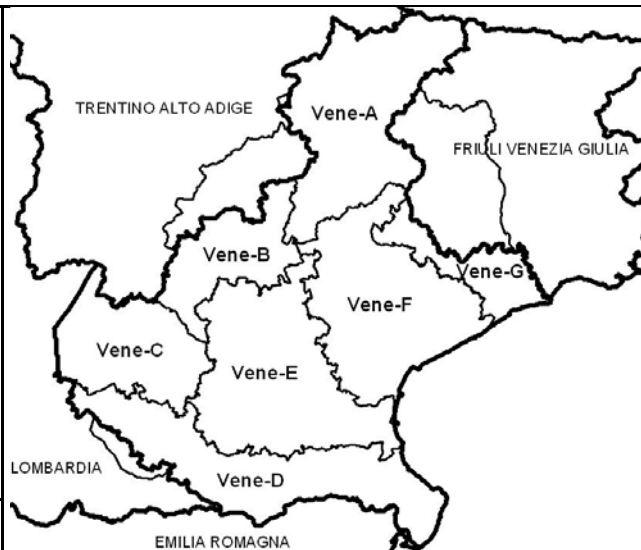 TRENTINO ALTO ADIGE
Vene-A
FRIULI VENEZIA GIULIA
Vene-B
Vene-G
Vene-F
Vene-C
Vene-E
LOMBARDIA
Vene-D
EMILIA ROMAGNA